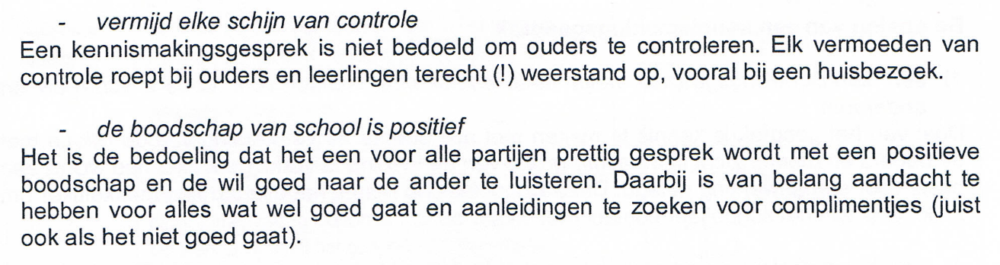 - vermijd elke schijn van controle
Een kennismakingsgesprek is niet bedoeld om ouders te controleren. Elk vermoeden van
controle roept bij ouders en leerlingen terecht (!) weerstand op, vooral bij een huisbezoek.
- de boodschap van school is positief
Het is de bedoeling dat het een voor alle partijen prettig gesprek wordt met een positieve
boodschap en de wil goed naar de ander te luisteren. Daarbij is van belang aandacht te
hebben voor alles wat wel goed gaat en aanleidingen te zoeken voor complimentjes (juist
ook als het niet goed gaat).